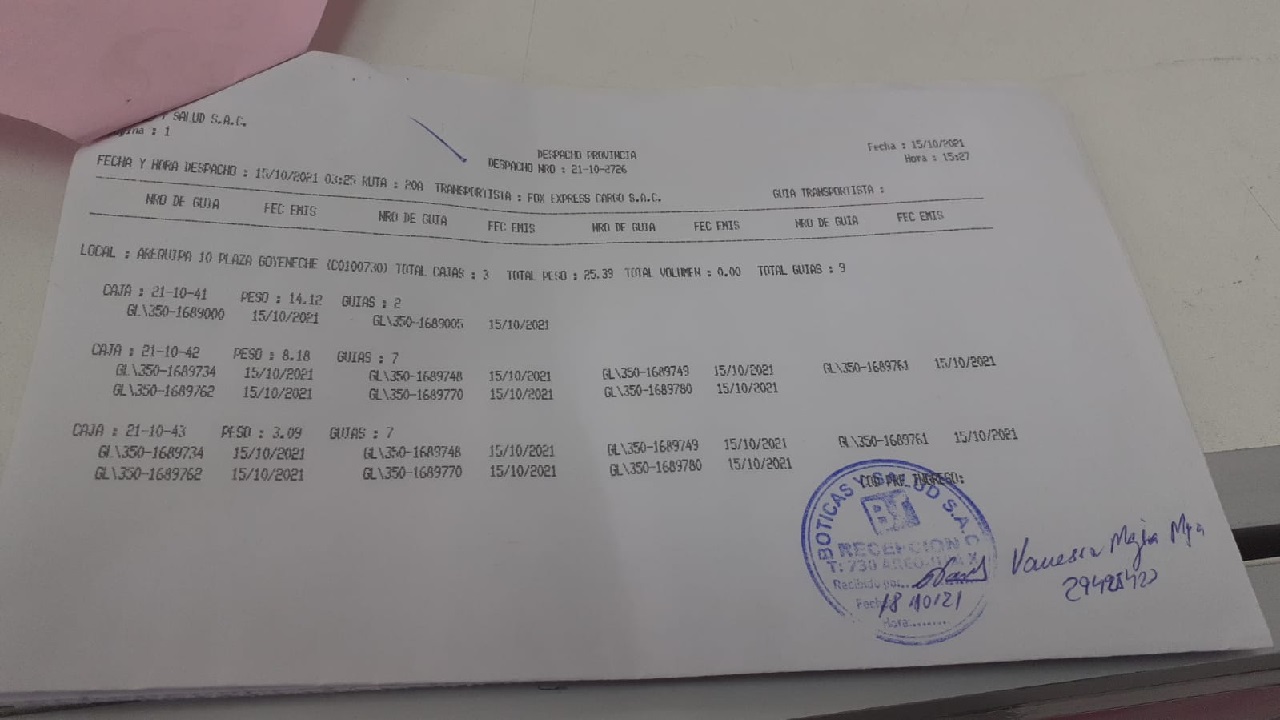 Y SALUD S.A.C.
Página : 1
Fecha : 15/10/2021
Hora : 15:27
DESPACHO PROVINCIA
DESPACHO NRO : 21-10-2726
FECHA Y HORA DESPACHO : 15/10/2021 03:25 RUTA : 20A TRANSPORTISTA : FOX EXPRESS CARGO S.A.C. GUIA TRANSPORTISTA :
NRO DE GUIA FEC EMIS NRO DE GUIA FEC EMIS NRO DE GUIA FEC EMIS NRO DE GUIA FEC EMIS
LOCAL : AREQUIPA 10 PLAZA GOYENECHE (C0100730) TOTAL CAJAS : 3 TOTAL PESO : 25.39 TOTAL VOLUMEN : 0.00 TOTAL GUIAS : 9
CAJA : 21-10-41 PESO : 14.12 GUIAS : 2
GL\350-1689000 15/10/2021 GL\350-1689005 15/10/2021
CAJA : 21-10-42 PESO : 8.18 GUIAS : 7
GL\350-1689734 15/10/2021 GL\350-1689748 15/10/2021 GL\350-1689749 15/10/2021 GL\350-1689761 15/10/2021
GL\350-1689762 15/10/2021 GL\350-1689770 15/10/2021 GL\350-1689780 15/10/2021
CAJA : 21-10-43 PESO : 3.09 GUIAS : 7
GL\350-1689734 15/10/2021 GL\350-1689748 15/10/2021 GL\350-1689749 15/10/2021 GL\350-1689761 15/10/2021
GL\350-1689762 15/10/2021 GL\350-1689770 15/10/2021 GL\350-1689780 15/10/2021
INGRESO:
BOTICAS Y SALUD S.A.C
RECEPCION
T: 730
Recibido por
Vanessa
Fecha 18 10/21
Hora........